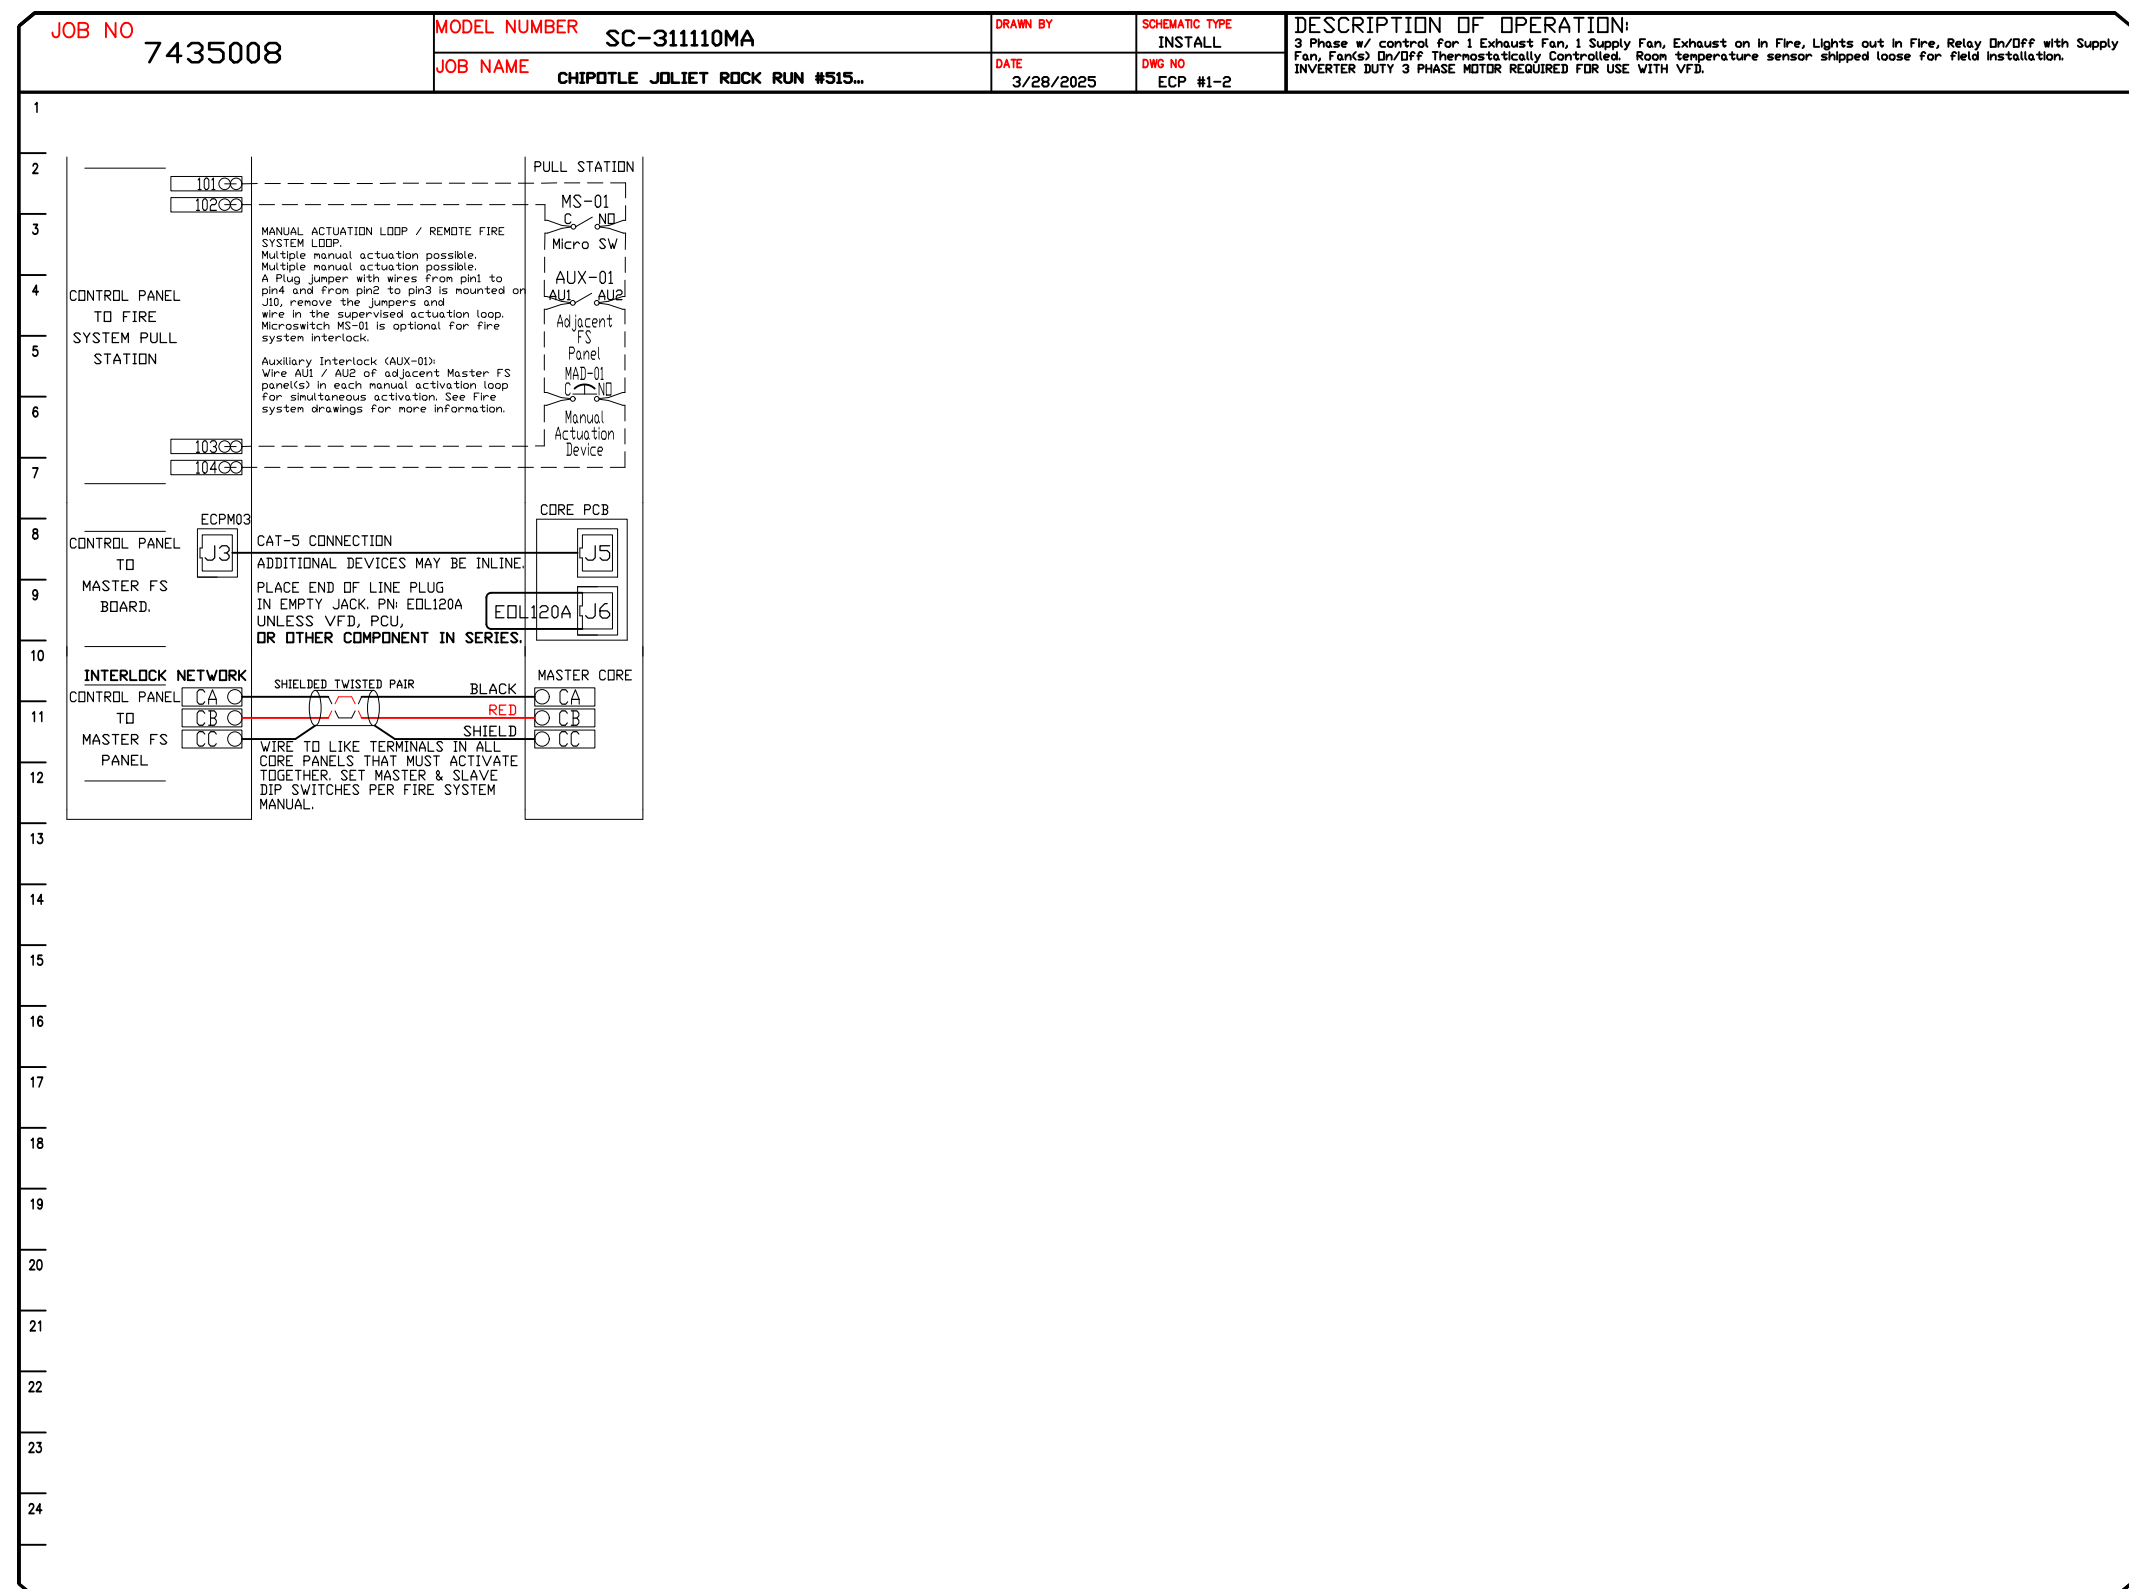 JOB NO
7435008
MODEL NUMBER
SC-311110MA
JOB NAME
CHIPOTLE JOLIET ROCK RUN #515...
DRAWN BY
DATE
3/28/2025
SCHEMATIC TYPE
INSTALL
DWG NO
ECP #1-2
DESCRIPTION OF OPERATION:
3 Phase w/ control for 1 Exhaust Fan, 1 Supply Fan, Exhaust on in Fire, Lights out in Fire, Relay On/Off with Supply
Fan, Fan(s) On/Off Thermostatically Controlled. Room temperature sensor shipped loose for field installation.
INVERTER DUTY 3 PHASE MOTOR REQUIRED FOR USE WITH VFD.
1
2
3
4
5
6
7
8
9
10
11
12
13
14
15
16
17
18
19
20
21
22
23
24
CONTROL PANEL
TO FIRE
SYSTEM PULL
STATION
101
102
103
104
MANUAL ACTUATION LOOP / REMOTE FIRE
SYSTEM LOOP.
Multiple manual actuation possible.
Multiple manual actuation possible.
A Plug jumper with wires from pin1 to
pin4 and from pin2 to pin3 is mounted on
J10, remove the jumpers and
wire in the supervised actuation loop.
Microswitch MS-01 is optional for fire
system interlock.
Auxiliary Interlock (AUX-01):
Wire AU1 / AU2 of adjacent Master FS
panel(s) in each manual activation loop
for simultaneous activation. See Fire
system drawings for more information.
PULL STATION
MS-01
C NO
Micro SW
AUX-01
AU1 AU2
Adjacent
FS
Panel
MAD-01
C NO
Manual
Actuation
Device
CONTROL PANEL
TO
MASTER FS
BOARD.
ECPM03
J3
CAT-5 CONNECTION
ADDITIONAL DEVICES MAY BE INLINE.
PLACE END OF LINE PLUG
IN EMPTY JACK. PN: EOL120A
UNLESS VFD, PCU,
OR OTHER COMPONENT IN SERIES.
CORE PCB
J5
EOL120A
J6
INTERLOCK NETWORK
CONTROL PANEL
TO
MASTER FS
PANEL
CA
CB
CC
SHIELDED TWISTED PAIR
BLACK
RED
SHIELD
MASTER CORE
CA
CB
CC
WIRE TO LIKE TERMINALS IN ALL
CORE PANELS THAT MUST ACTIVATE
TOGETHER. SET MASTER & SLAVE
DIP SWITCHES PER FIRE SYSTEM
MANUAL.